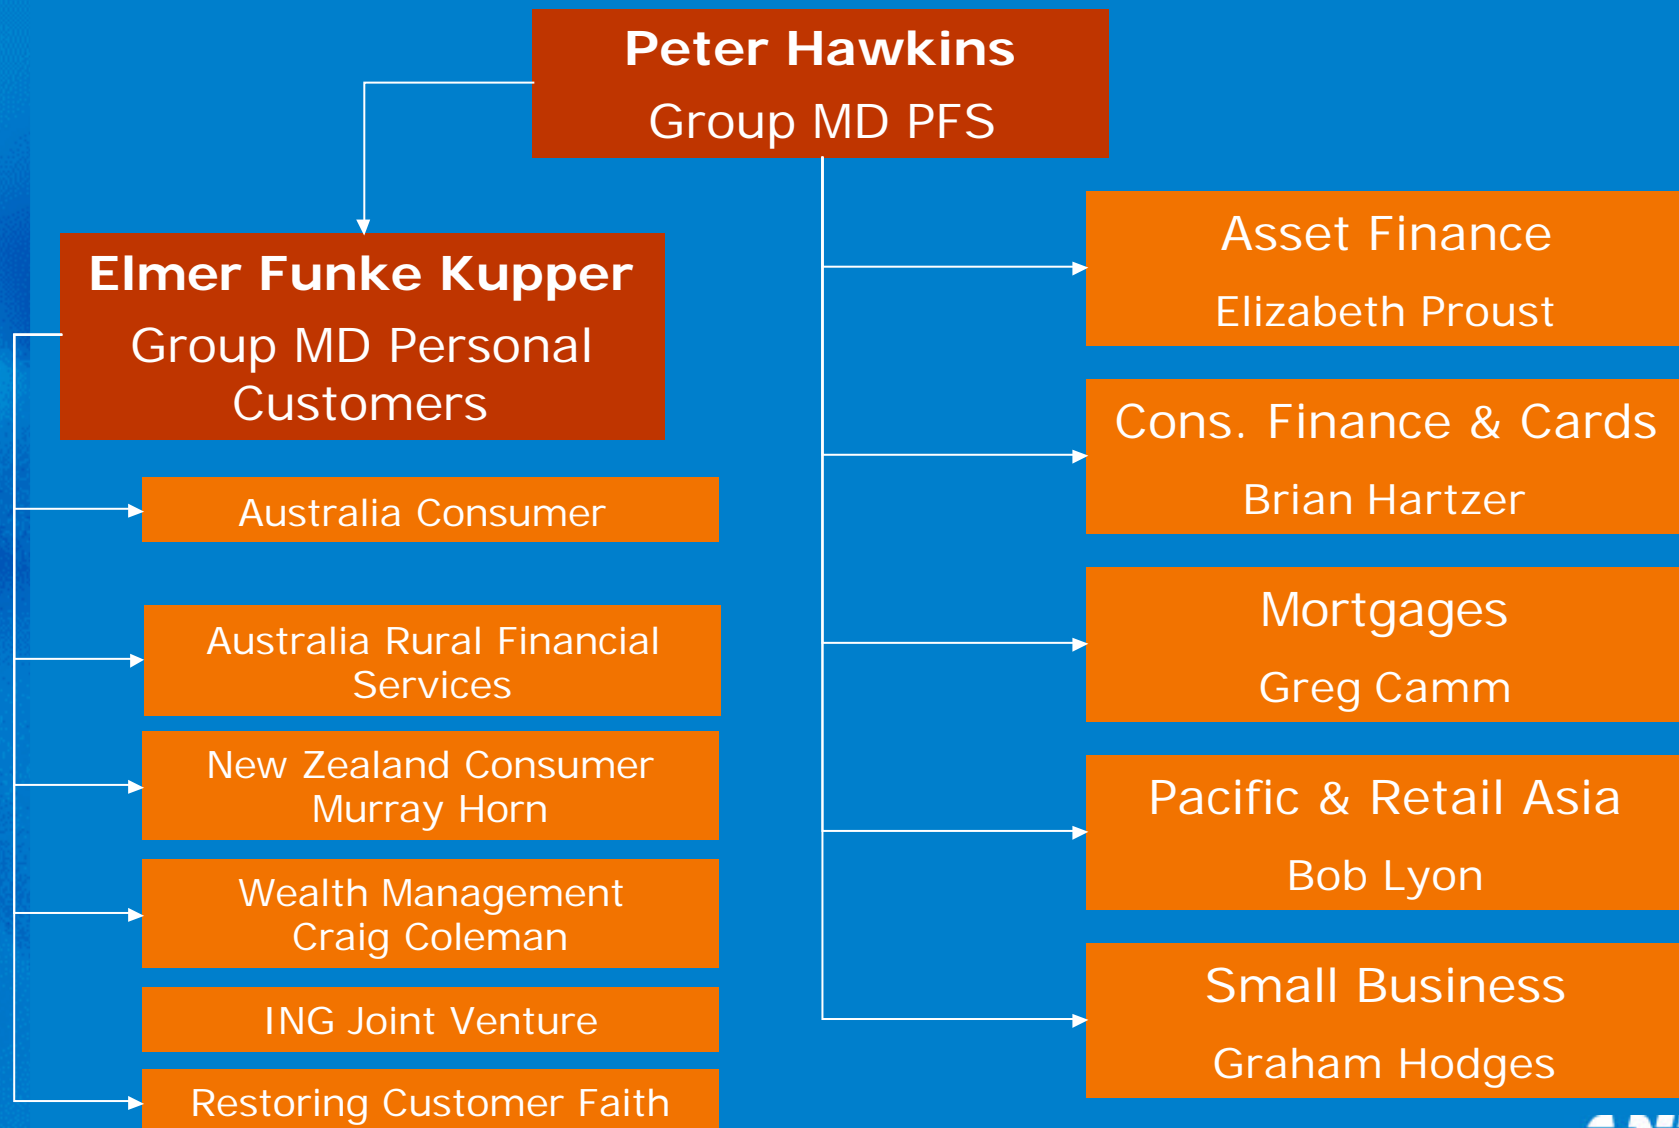 Peter Hawkins
Group MD PFS
Elmer Funke Kupper
Group MD Personal
Customers
Australia Consumer
Australia Rural Financial
Services
New Zealand Consumer
Murray Horn
Wealth Management
Craig Coleman
ING Joint Venture
Restoring Customer Faith
Asset Finance
Elizabeth Proust
Cons. Finance & Cards
Brian Hartzer
Mortgages
Greg Camm
Pacific & Retail Asia
Bob Lyon
Small Business
Graham Hodges